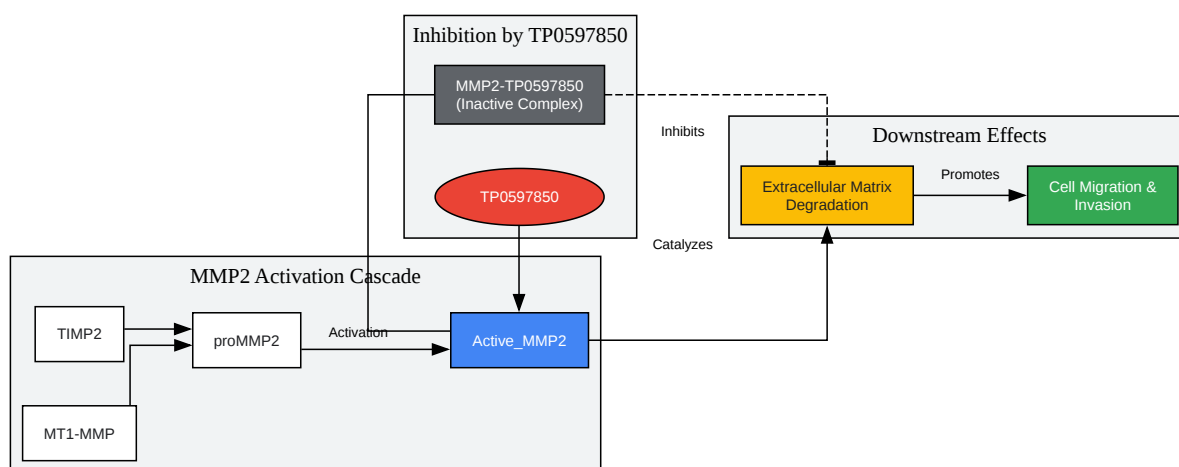 Inhibition by TP0597850
MMP2-TP0597850
(Inactive Complex)
Inhibits
TP0597850
Downstream Effects
Extracellular Matrix
Degradation
Promotes
Cell Migration &
Invasion
Catalyzes
MMP2 Activation Cascade
TIMP2
proMMP2
Activation
Active_MMP2
MT1-MMP